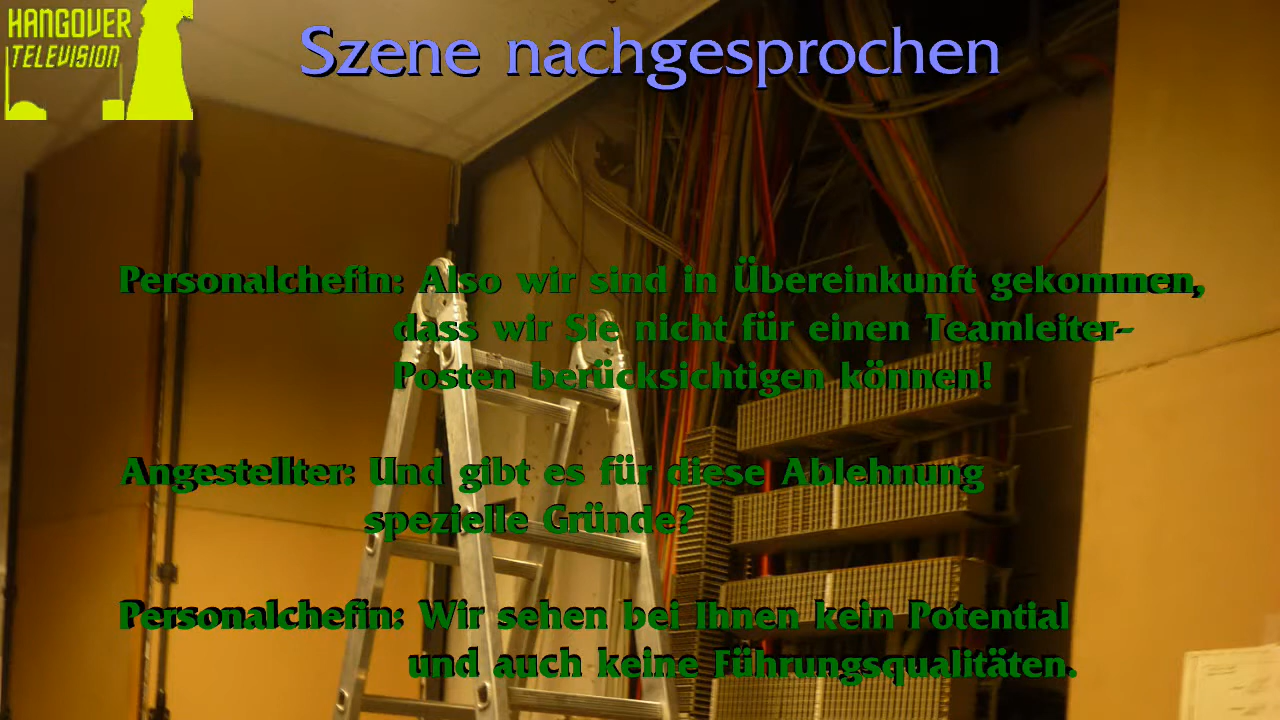 HANGOVER
TELEVISION
Szene nachgesprochen
Personalchefin: Also wir sind in Übereinkunft gekommen,
dass wir Sie nicht für einen Teamleiter-
Posten berücksichtigen können!
Angestellter: Und gibt es für diese Ablehnung
spezielle Gründe?
Personalchefin: Wir sehen bei Ihnen kein Potential
und auch keine Führungsqualitäten.